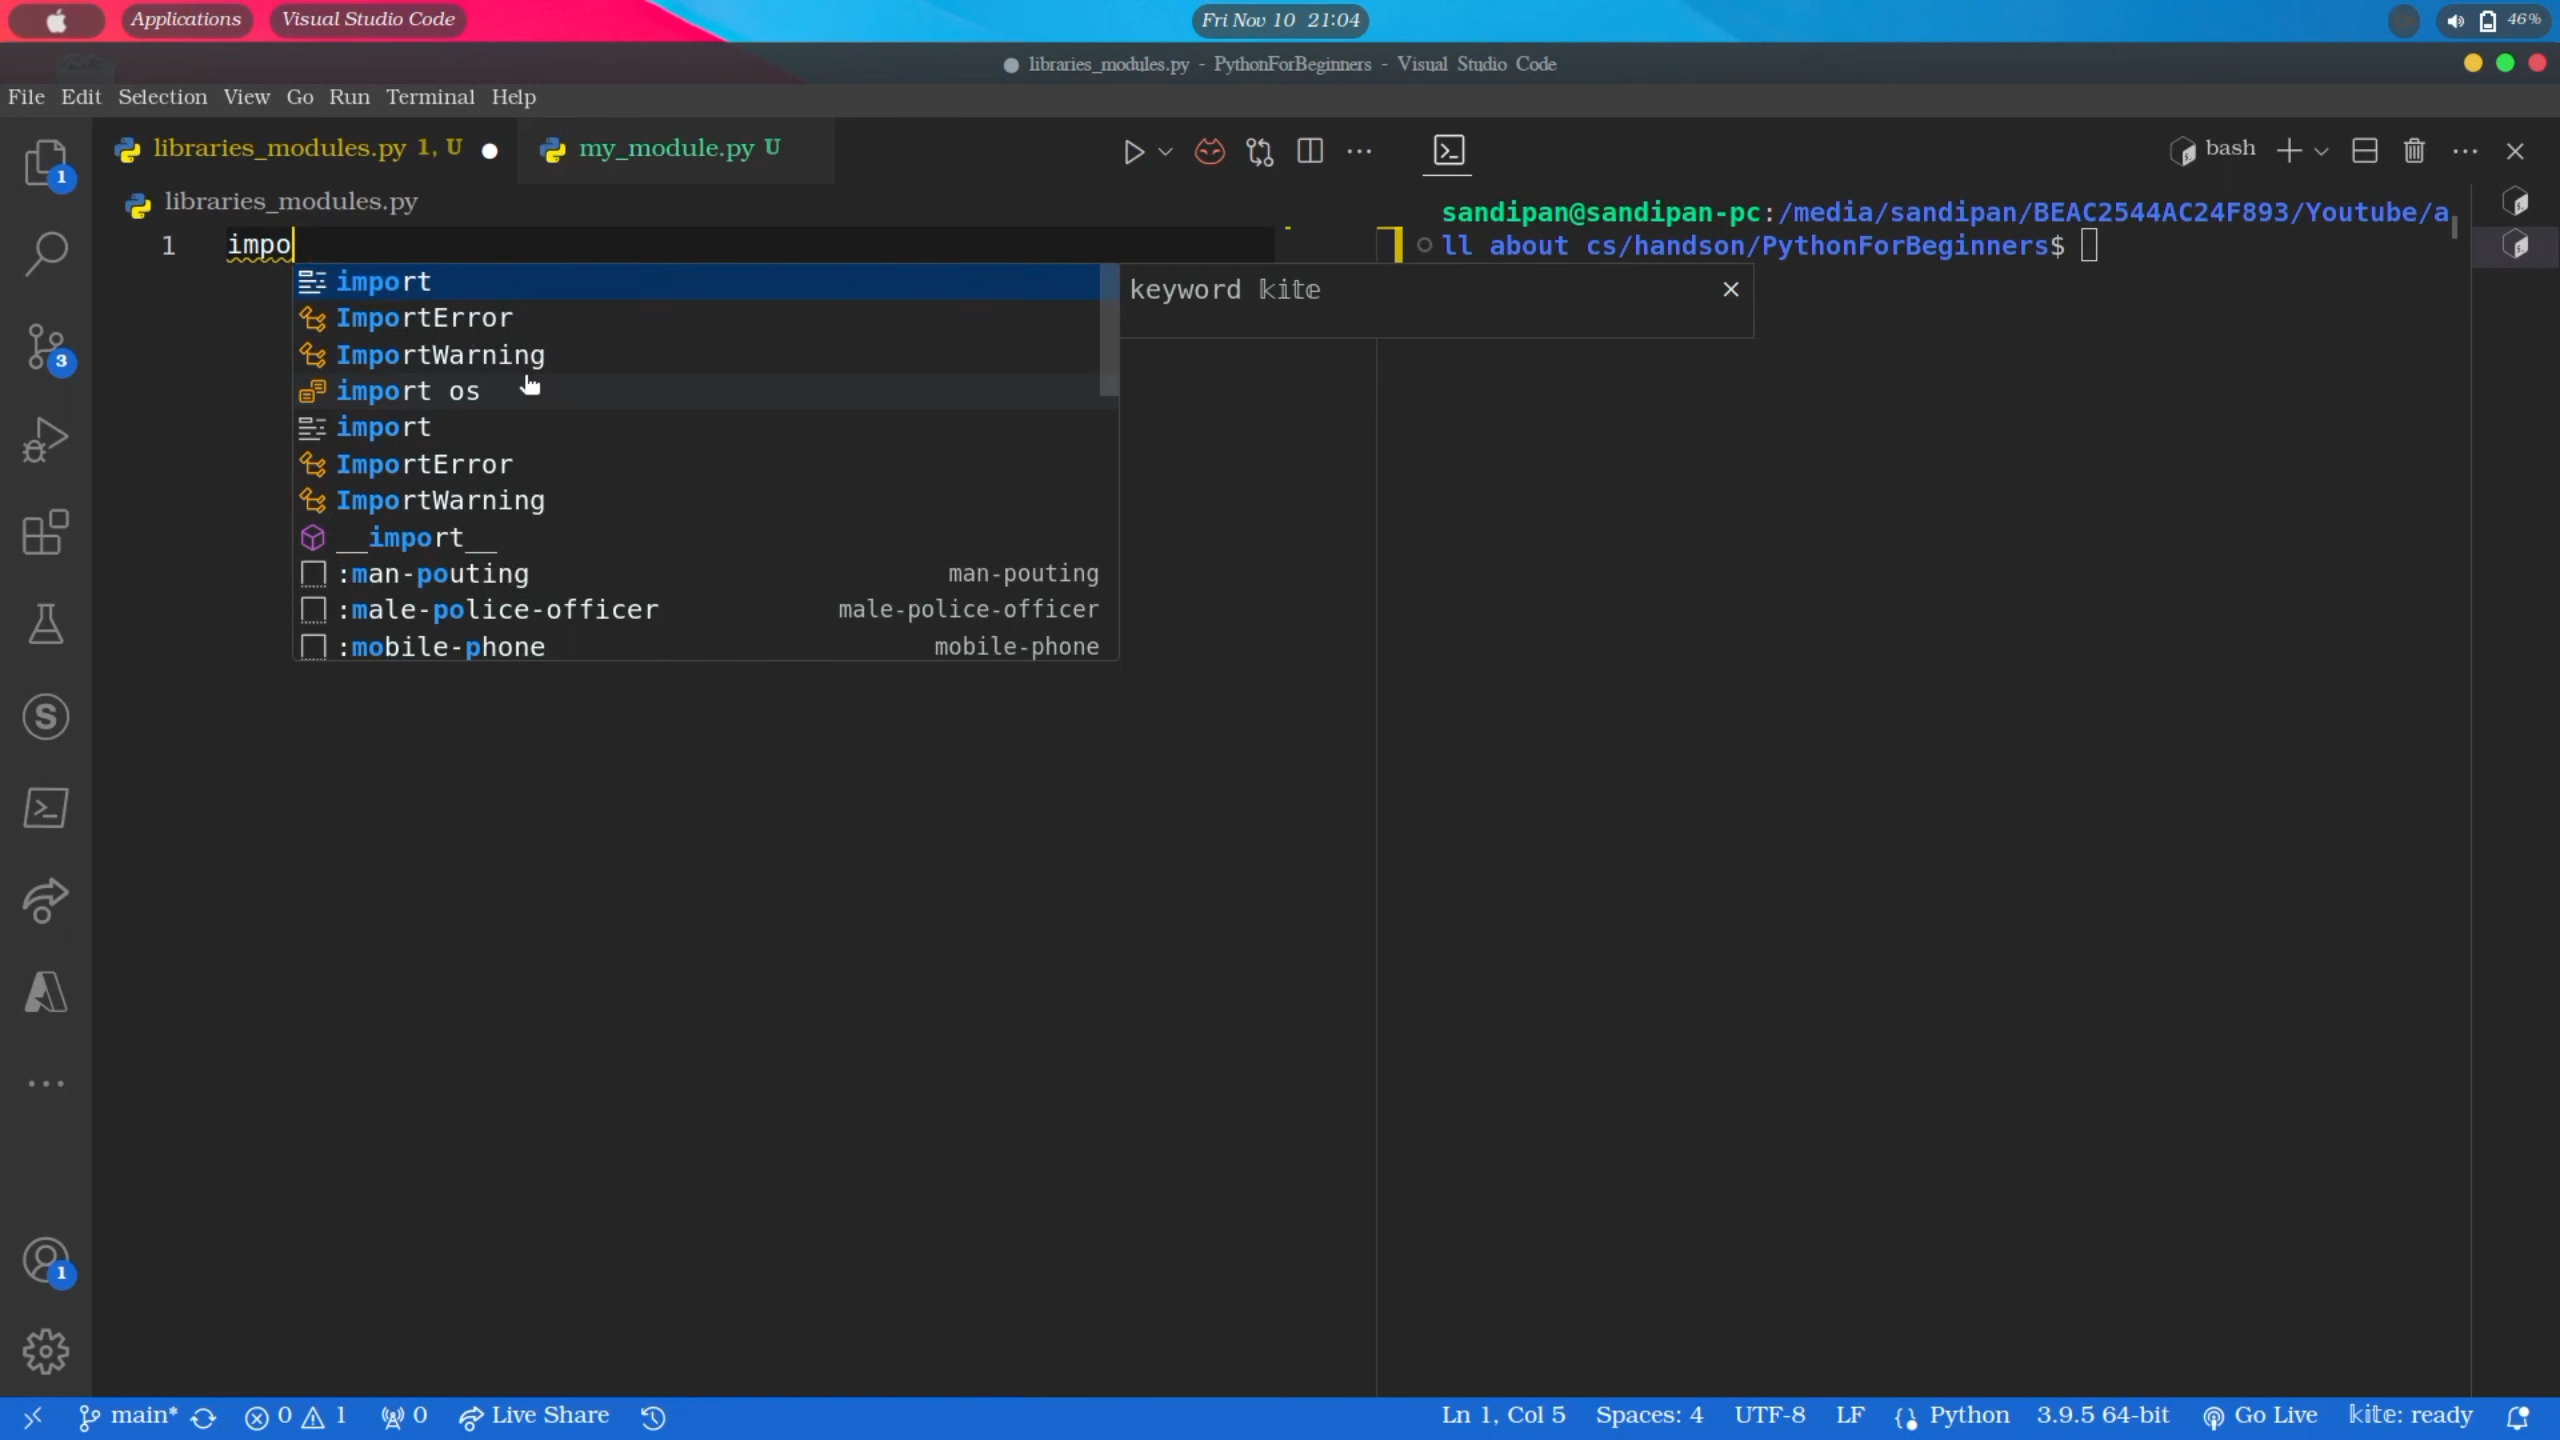 Applications
Visual Studio Code
Fri Nov 10 21:04
46%
● libraries_modules.py - PythonForBeginners - Visual Studio Code
File Edit Selection View Go Run Terminal Help
libraries_modules.py 1, U
my_module.py U
bash
libraries_modules.py
1 impo
import
ImportError
ImportWarning
import os
import
ImportError
ImportWarning
__import__
:man-pouting man-pouting
:male-police-officer male-police-officer
:mobile-phone mobile-phone
keyword kite
sandipan@sandipan-pc:/media/sandipan/BEAC2544AC24F893/Youtube/a
ll about cs/handson/PythonForBeginners$
1
3
S
1
main* 0 1 0 Live Share
Ln 1, Col 5 Spaces: 4 UTF-8 LF Python 3.9.5 64-bit Go Live kite: ready